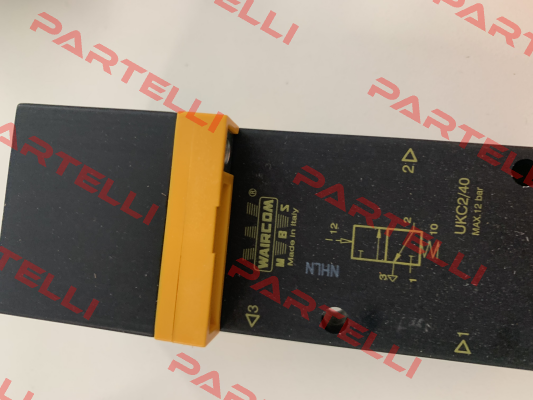 PARTELLI
PARTELLI
PARTELLI
PARTELLI
PARTELLI
PARTELLI
PARTELLI
PARTELLI
WAIRCOM ®
M B S
Made in Italy
NHLN
12
2
10
3
1
UKC2/40
MAX.12 bar
2
3
1